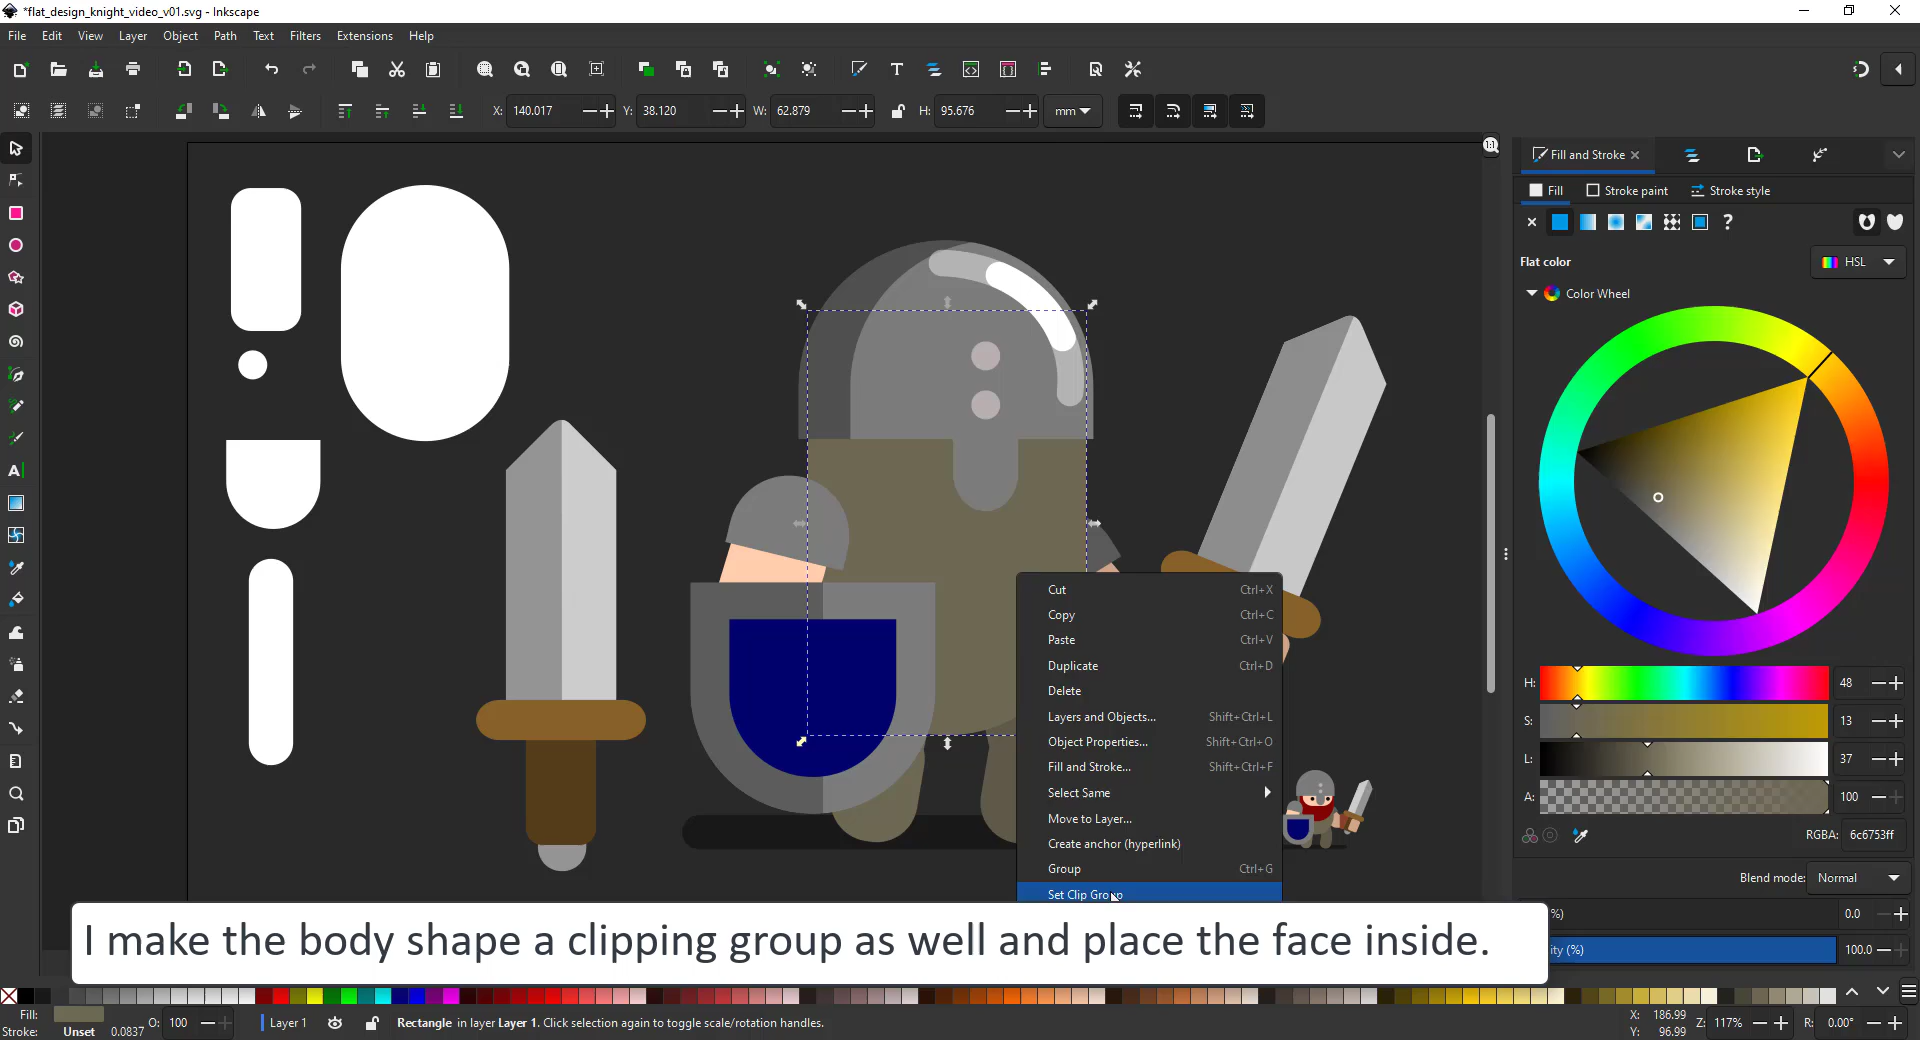 *flat_design_knight_video_v01.svg - Inkscape
File Edit View Layer Object Path Text Filters Extensions Help
X: 140.017 Y: 38.120 W: 62.879 H: 95.676 mm
1:1
Fill and Stroke
Fill Stroke paint Stroke style
Flat color HSL
Color Wheel
H: 48
S: 13
L: 37
A: 100
RGBA: 6c6753ff
Blend mode: Normal
%) 0.0
ity (%) 100.0
Cut Ctrl+X
Copy Ctrl+C
Paste Ctrl+V
Duplicate Ctrl+D
Delete
Layers and Objects... Shift+Ctrl+L
Object Properties... Shift+Ctrl+O
Fill and Stroke... Shift+Ctrl+F
Select Same
Move to Layer...
Create anchor (hyperlink)
Group Ctrl+G
Set Clip Group
I make the body shape a clipping group as well and place the face inside.
Fill: O: 100 Layer 1 Rectangle in layer Layer 1. Click selection again to toggle scale/rotation handles. X: 186.99 Z: 117% R: 0.00°
Stroke: Unset 0.0837 Y: 96.99